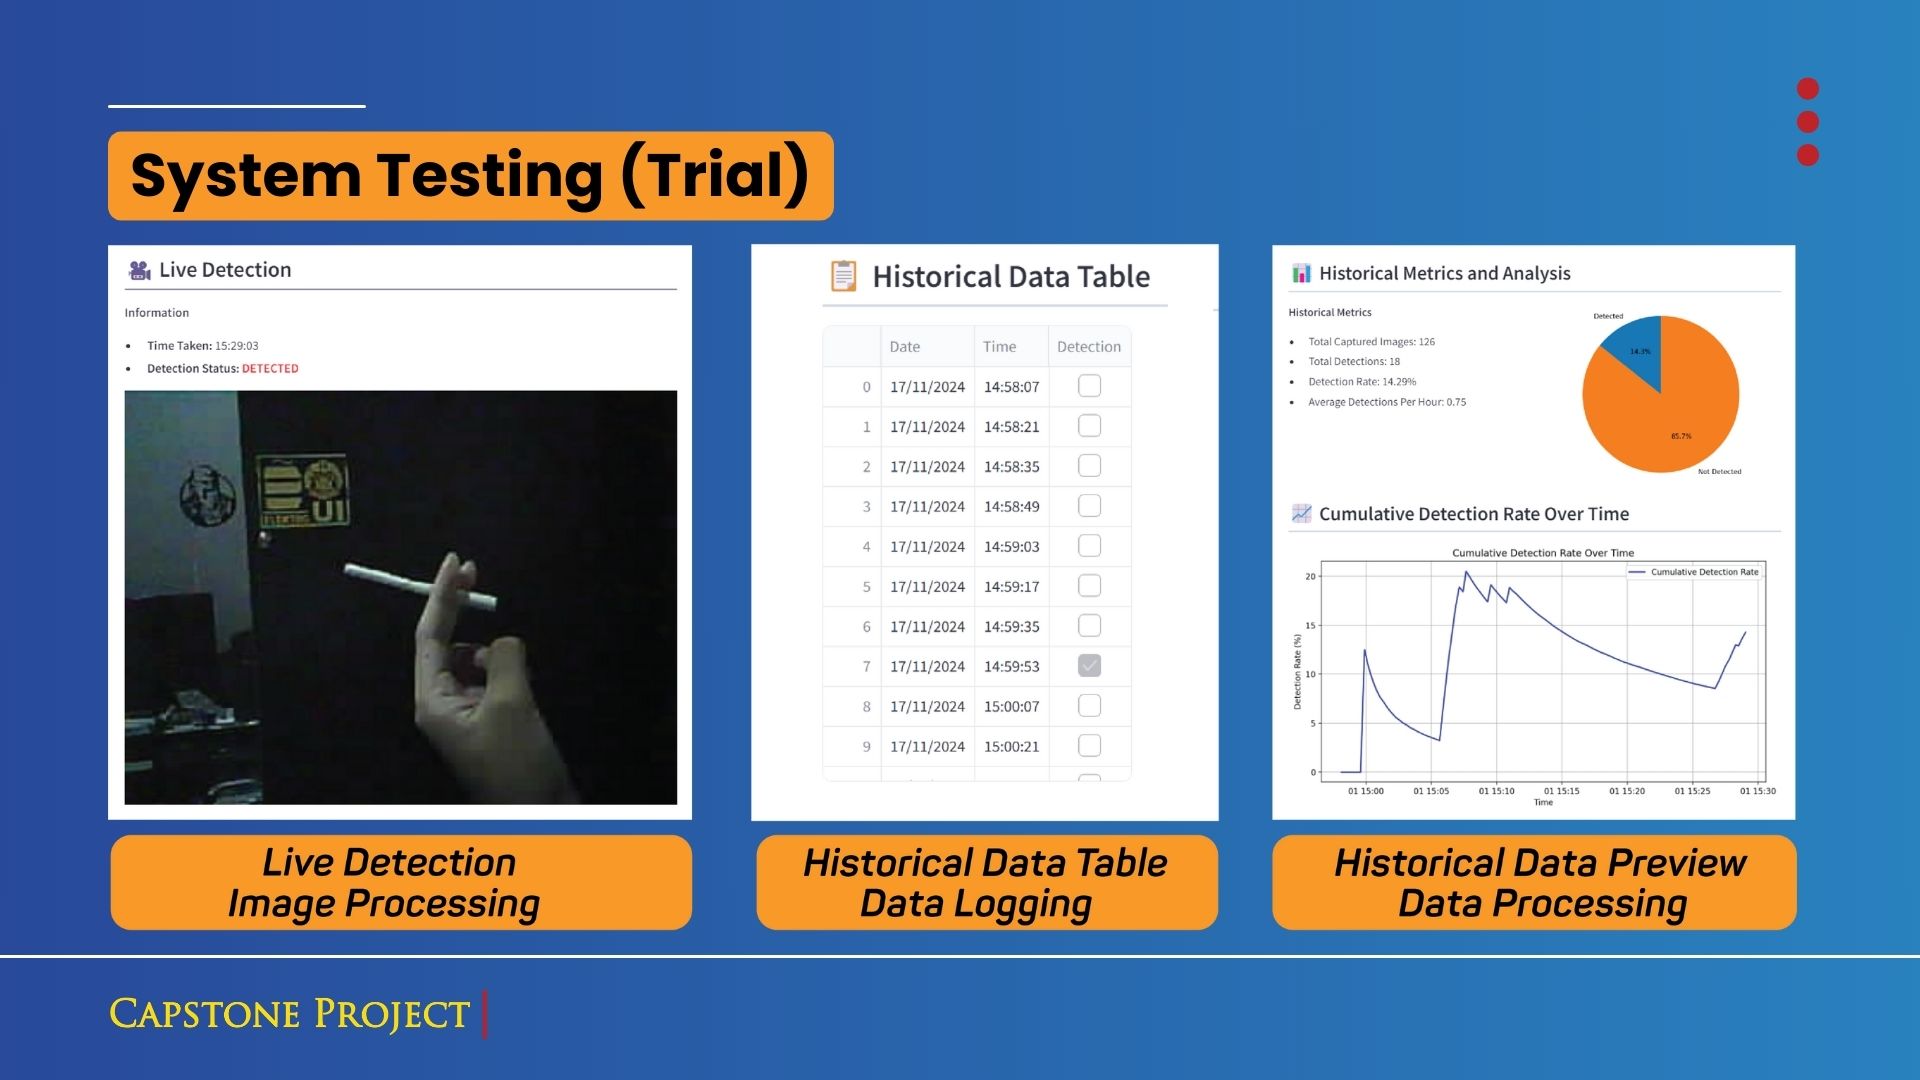 System Testing (Trial)
Live Detection
Information
Time Taken: 15:29:03
Detection Status: DETECTED
ELEKTRO
UI
Live Detection
Image Processing
Historical Data Table
Date Time Detection
0 17/11/2024 14:58:07
1 17/11/2024 14:58:21
2 17/11/2024 14:58:35
3 17/11/2024 14:58:49
4 17/11/2024 14:59:03
5 17/11/2024 14:59:17
6 17/11/2024 14:59:35
7 17/11/2024 14:59:53
8 17/11/2024 15:00:07
9 17/11/2024 15:00:21
Historical Data Table
Data Logging
Historical Metrics and Analysis
Historical Metrics
Total Captured Images: 126
Total Detections: 18
Detection Rate: 14.29%
Average Detections Per Hour: 0.75
Detected
14.3%
85.7%
Not Detected
Cumulative Detection Rate Over Time
Cumulative Detection Rate Over Time
Cumulative Detection Rate
Detection Rate (%)
20
15
10
5
0
01 15:00 01 15:05 01 15:10 01 15:15 01 15:20 01 15:25 01 15:30
Time
Historical Data Preview
Data Processing
Capstone Project